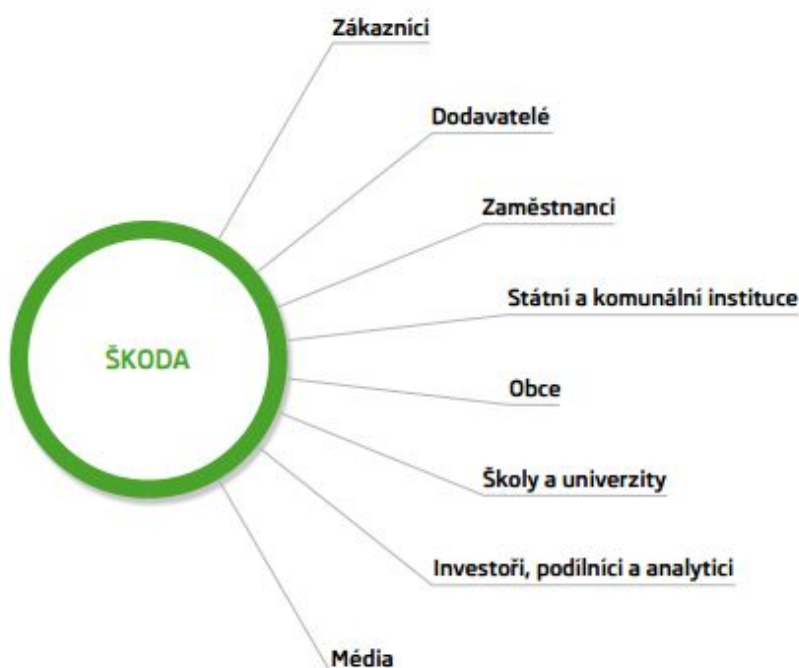 Zákazníci
Dodavatelé
Zaměstnanci
Státní a komunální instituce
ŠKODA
Obce
Školy a univerzity
Investoři, podílníci a analytici
Média